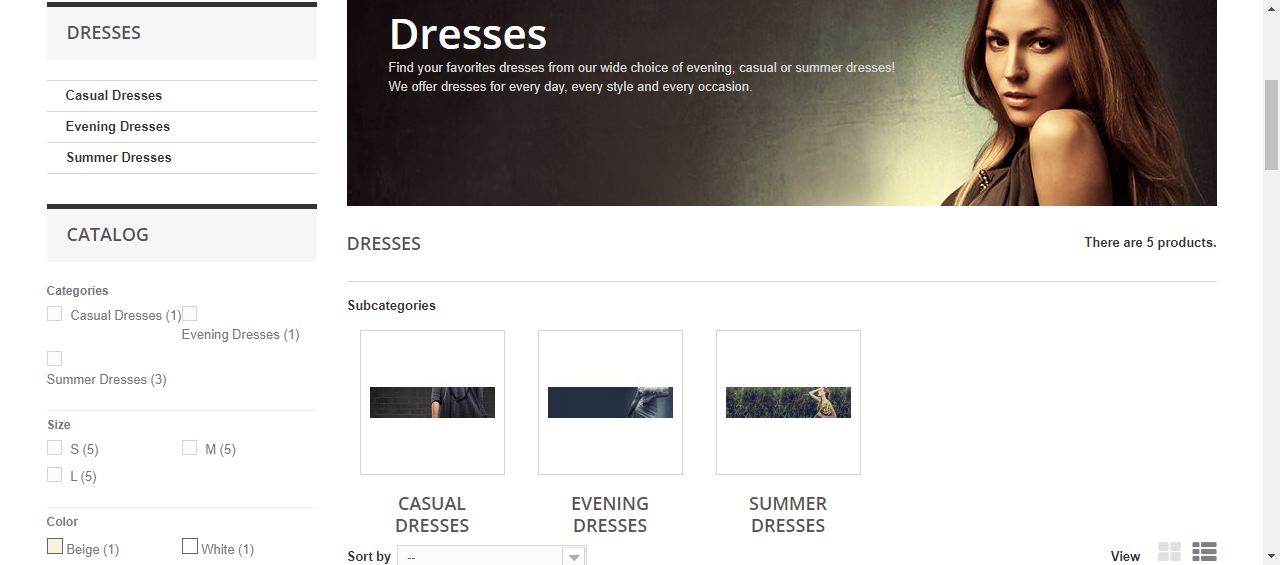 DRESSES
Casual Dresses
Evening Dresses
Summer Dresses
CATALOG
Categories
Casual Dresses (1)
Evening Dresses (1)
Summer Dresses (3)
Size
S (5) M (5)
L (5)
Color
Beige (1) White (1)
Dresses
Find your favorites dresses from our wide choice of evening, casual or summer dresses!
We offer dresses for every day, every style and every occasion.
DRESSES There are 5 products.
Subcategories
CASUAL
DRESSES
EVENING
DRESSES
SUMMER
DRESSES
Sort by -- View